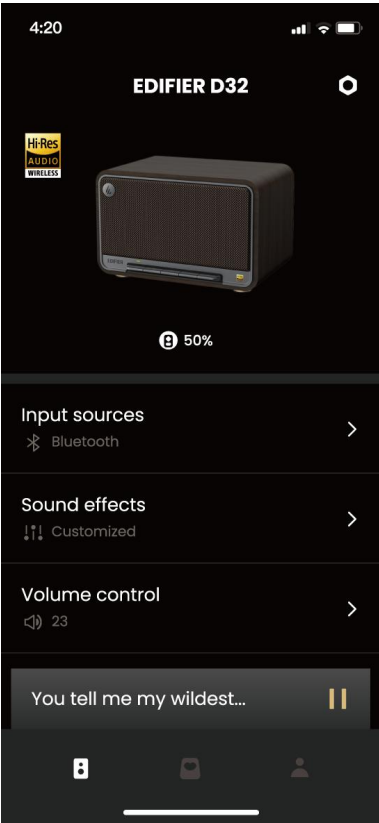 4:20
EDIFIER D32
Hi-Res
AUDIO
WIRELESS
EDIFIER
50%
Input sources
Bluetooth
Sound effects
Customized
Volume control
23
You tell me my wildest...